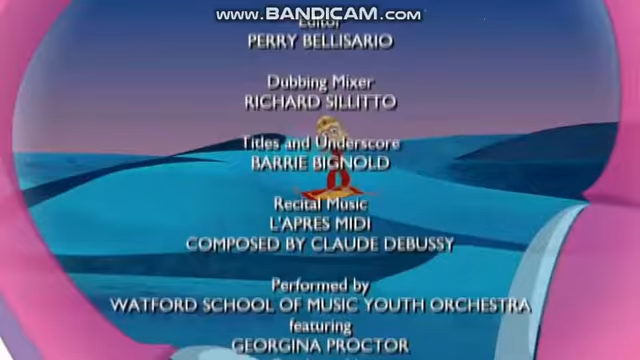 www.BANDICAM.com
Editor
PERRY BELLISARIO
Dubbing Mixer
RICHARD SILLITTO
Titles and Underscore
BARRIE BIGNOLD
Recital Music
L'APRES MIDI
COMPOSED BY CLAUDE DEBUSSY
Performed by
WATFORD SCHOOL OF MUSIC YOUTH ORCHESTRA
featuring
GEORGINA PROCTOR